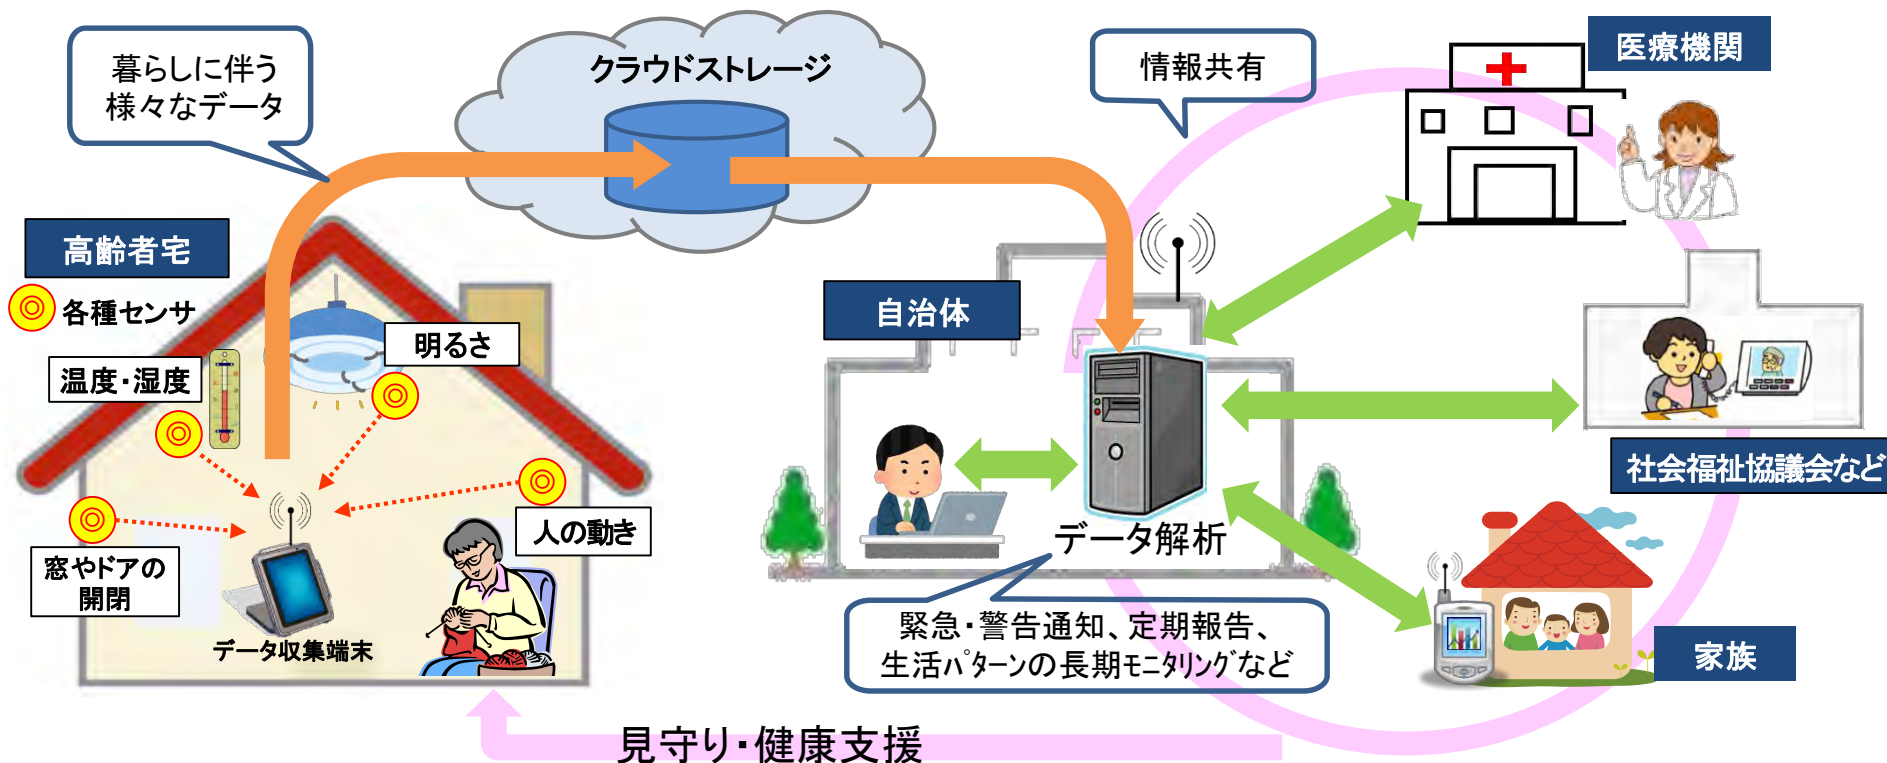 暮らしに伴う
様々なデータ
クラウドストレージ
情報共有
医療機関
高齢者宅
各種センサ
明るさ
温度・湿度
自治体
人の動き
窓やドアの
開閉
データ収集端末
データ解析
社会福祉協議会など
緊急・警告通知、定期報告、
生活ﾊﾟターンの長期ﾓﾆﾀﾘﾝｸﾞなど
家族
見守り・健康支援